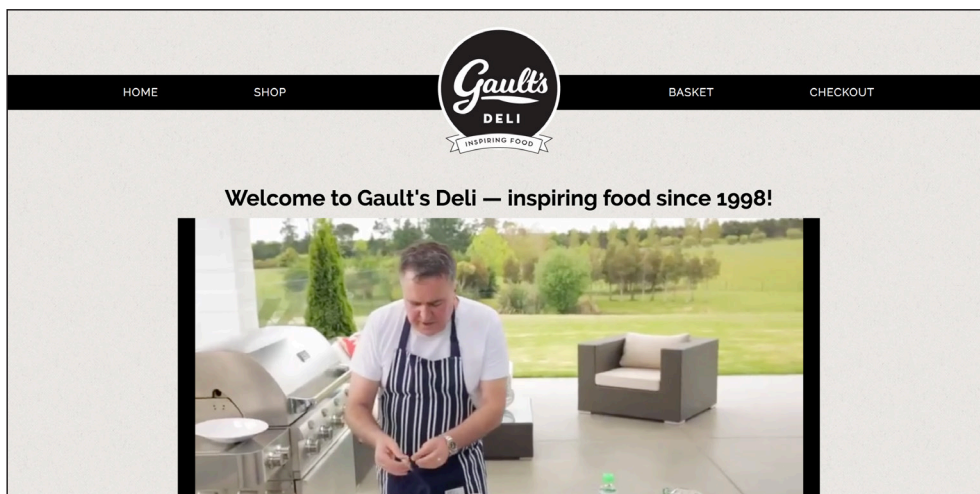 HOME
SHOP
Gault's
DELI
INSPIRING FOOD
BASKET
CHECKOUT
Welcome to Gault's Deli — inspiring food since 1998!